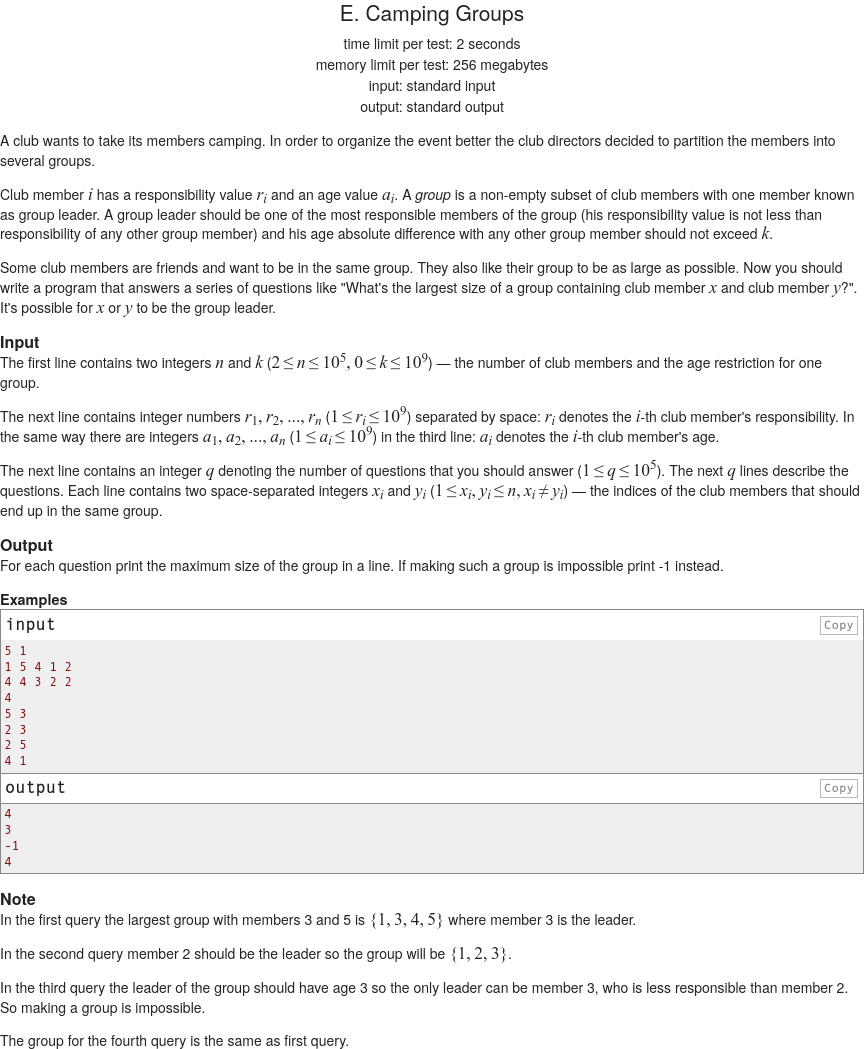 E. Camping Groups
time limit per test: 2 seconds
memory limit per test: 256 megabytes
input: standard input
output: standard output
A club wants to take its members camping. In order to organize the event better the club directors decided to partition the members into
several groups.
Club member i has a responsibility value r_i and an age value a_i. A group is a non-empty subset of club members with one member known
as group leader. A group leader should be one of the most responsible members of the group (his responsibility value is not less than
responsibility of any other group member) and his age absolute difference with any other group member should not exceed k.
Some club members are friends and want to be in the same group. They also like their group to be as large as possible. Now you should
write a program that answers a series of questions like "What's the largest size of a group containing club member x and club member y?".
It's possible for x or y to be the group leader.
Input
The first line contains two integers n and k (2 ≤ n ≤ 10^5, 0 ≤ k ≤ 10^9) — the number of club members and the age restriction for one
group.
The next line contains integer numbers r_1, r_2, ..., r_n (1 ≤ r_i ≤ 10^9) separated by space: r_i denotes the i-th club member's responsibility. In
the same way there are integers a_1, a_2, ..., a_n (1 ≤ a_i ≤ 10^9) in the third line: a_i denotes the i-th club member's age.
The next line contains an integer q denoting the number of questions that you should answer (1 ≤ q ≤ 10^5). The next q lines describe the
questions. Each line contains two space-separated integers x_i and y_i (1 ≤ x_i, y_i ≤ n, x_i ≠ y_i) — the indices of the club members that should
end up in the same group.
Output
For each question print the maximum size of the group in a line. If making such a group is impossible print -1 instead.
Examples
input Copy
5 1
1 5 4 1 2
4 4 3 2 2
4
5 3
2 3
2 5
4 1
output Copy
4
3
-1
4
Note
In the first query the largest group with members 3 and 5 is {1, 3, 4, 5} where member 3 is the leader.
In the second query member 2 should be the leader so the group will be {1, 2, 3}.
In the third query the leader of the group should have age 3 so the only leader can be member 3, who is less responsible than member 2.
So making a group is impossible.
The group for the fourth query is the same as first query.